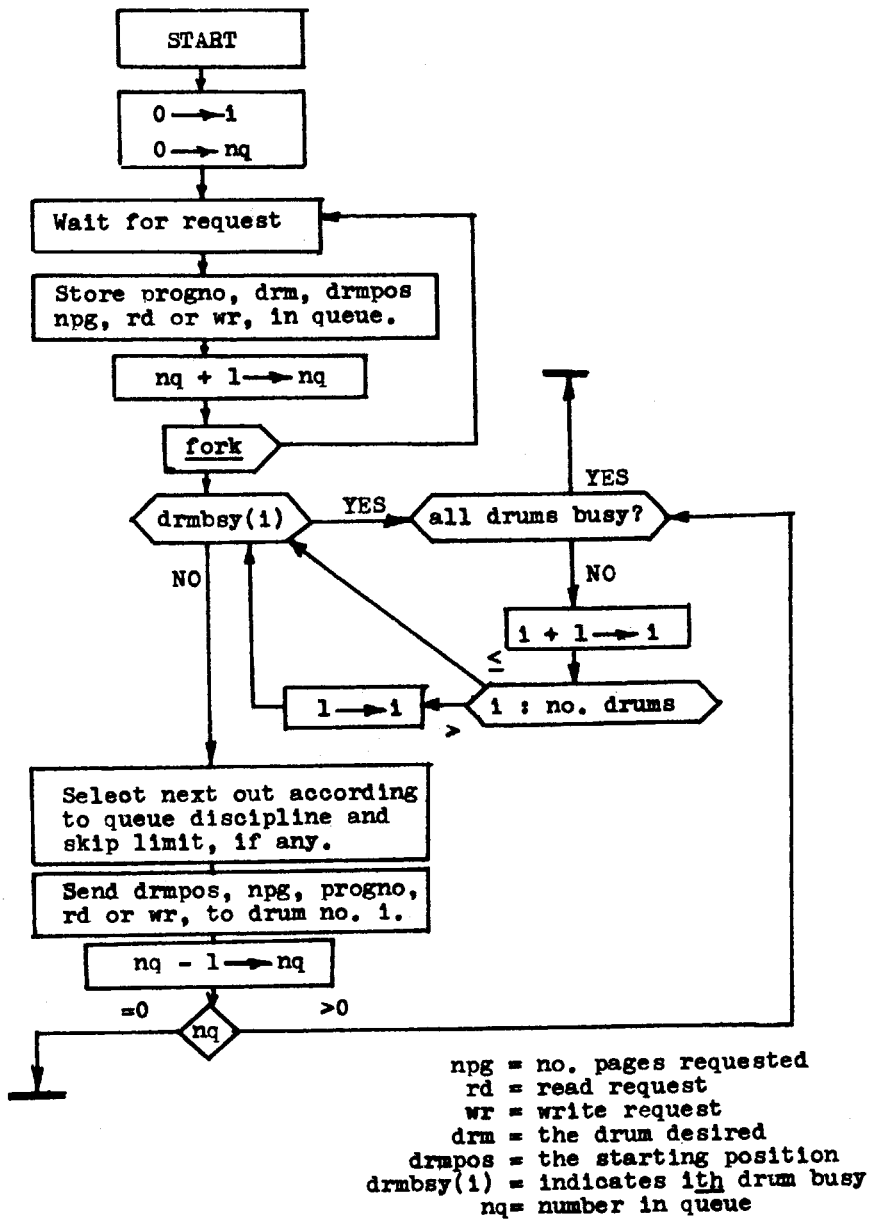 START
0 → i
0 → nq
Wait for request
Store progno, drm, drmpos
npg, rd or wr, in queue.
nq + 1 → nq
fork
drmbsy(i)
YES
all drums busy?
YES
NO
NO
i + 1 → i
≤
1 → i
>
i : no. drums
Select next out according
to queue discipline and
skip limit, if any.
Send drmpos, npg, progno,
rd or wr, to drum no. i.
nq - 1 → nq
=0
>0
nq
npg = no. pages requested
rd = read request
wr = write request
drm = the drum desired
drmpos = the starting position
drmbsy(i) = indicates ith drum busy
nq= number in queue